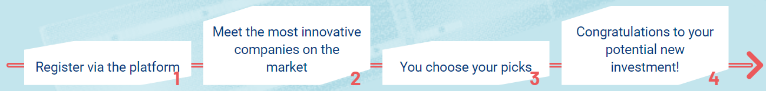 Register via the platform
1
Meet the most innovative
companies on the
market
2
You choose your picks
3
Congratulations to your
potential new
investment!
4